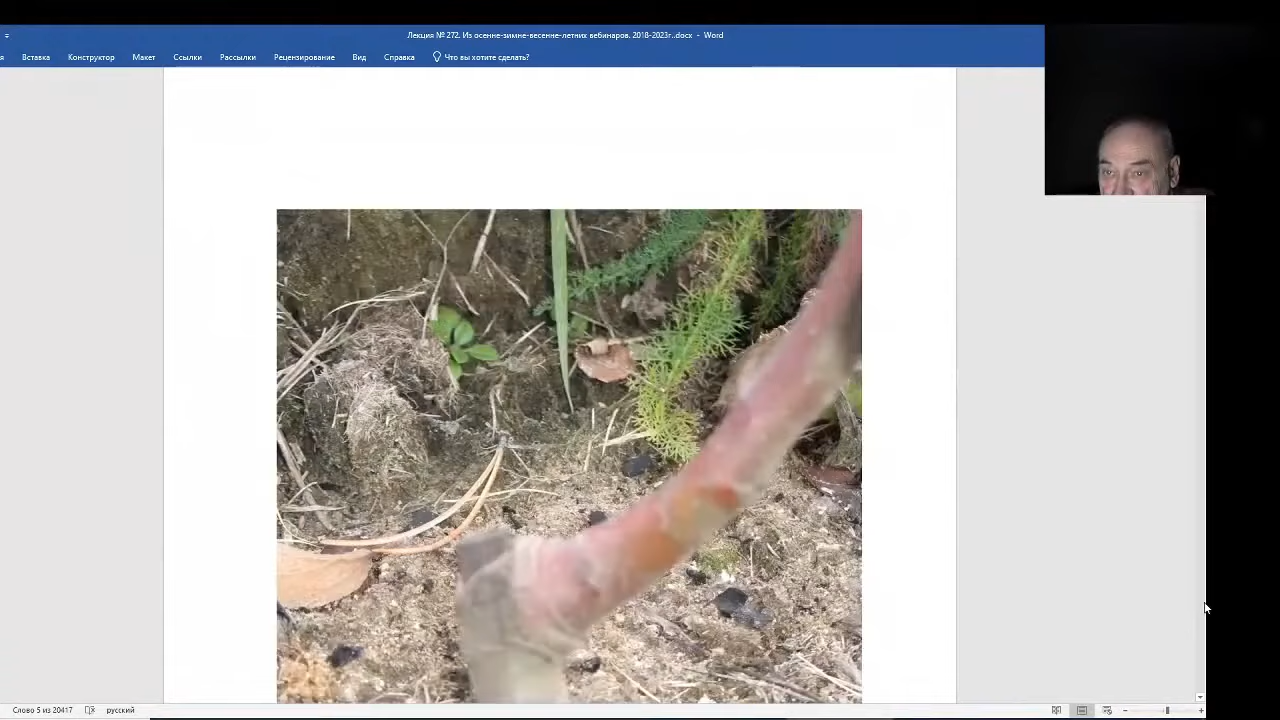 Лекция № 272. Из осенне-зимне-весенне-летних вебинаров. 2018-2023г..docx - Word
я Вставка Конструктор Макет Ссылки Рассылки Рецензирование Вид Справка Что вы хотите сделать?
Слово 5 из 20417 русский